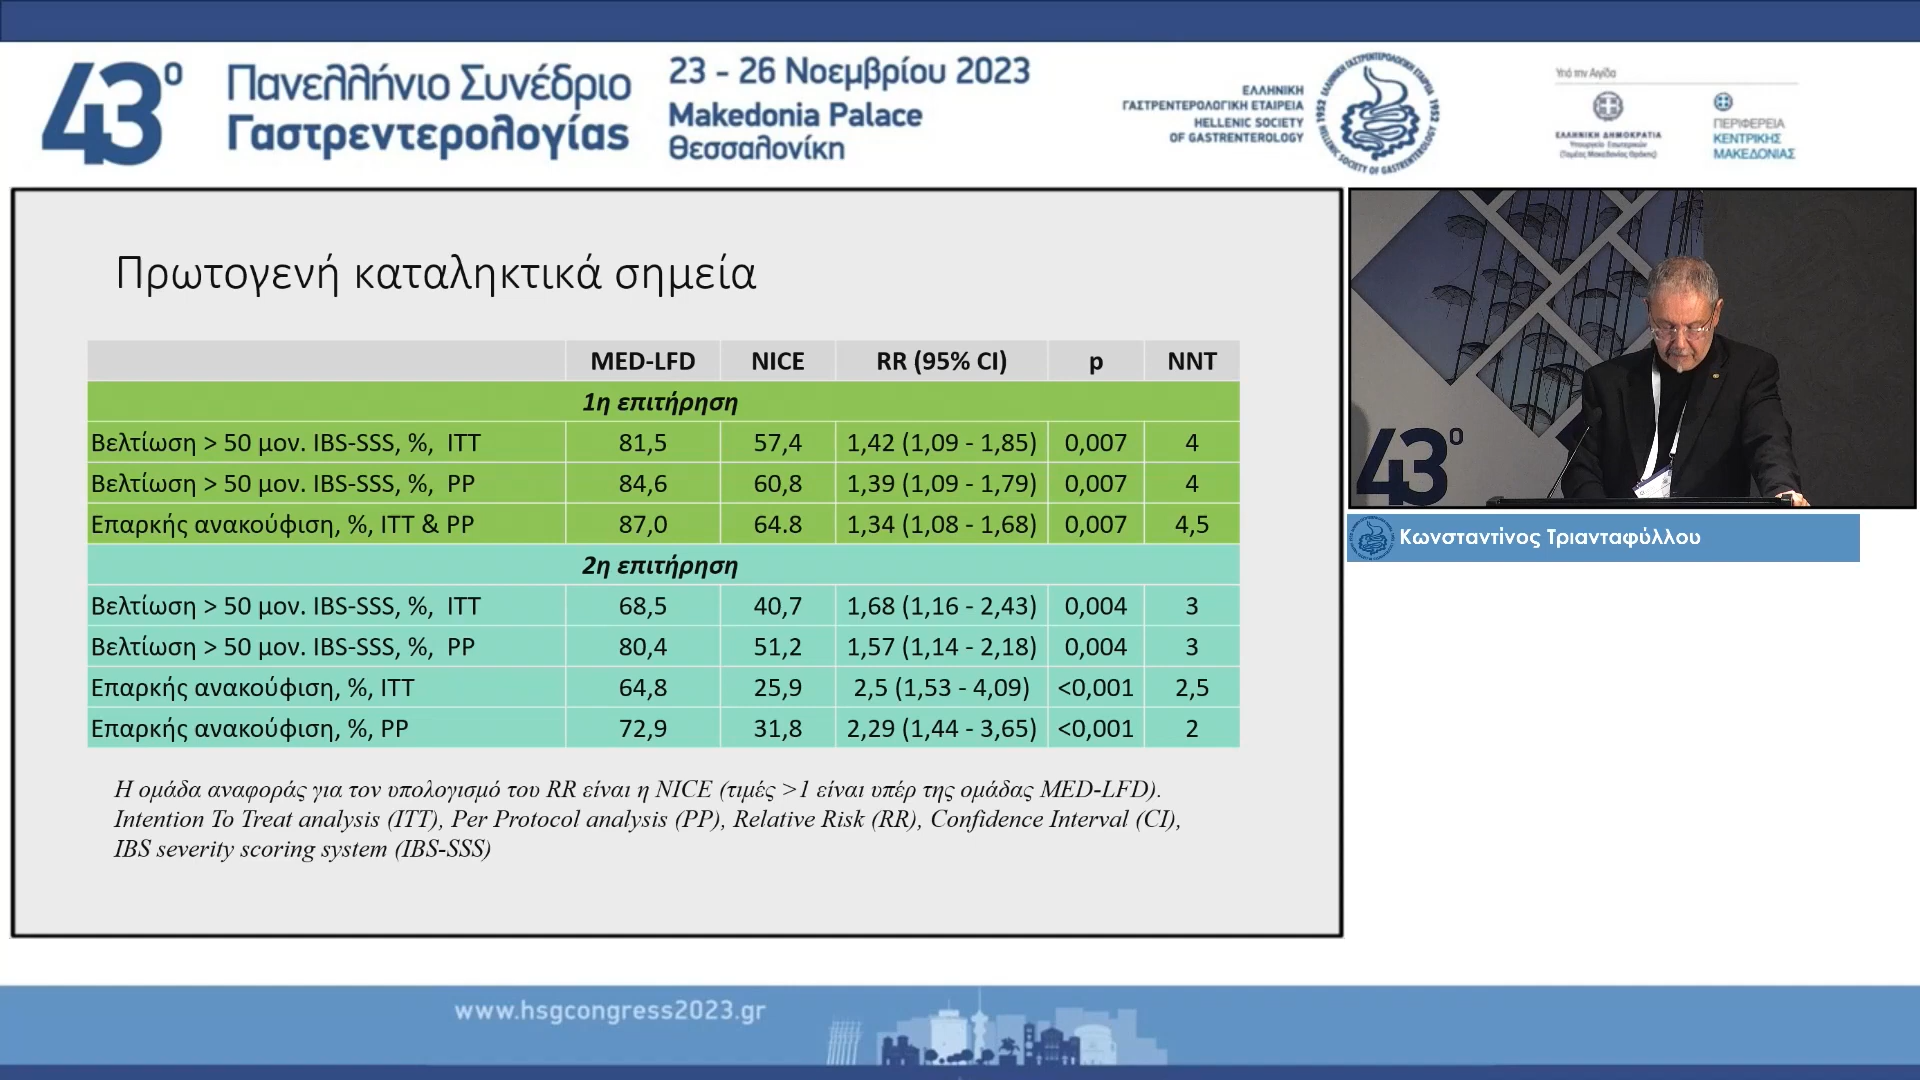 43ο
Πανελλήνιο Συνέδριο
Γαστρεντερολογίας
23 - 26 Νοεμβρίου 2023
Makedonia Palace
Θεσσαλονίκη
ΕΛΛΗΝΙΚΗ
ΓΑΣΤΡΕΝΤΕΡΟΛΟΓΙΚΗ ΕΤΑΙΡΕΙΑ
HELLENIC SOCIETY
OF GASTRENTEROLOGY
ΕΛΛΗΝΙΚΗ ΓΑΣΤΡΕΝΤΕΡΟΛΟΓΙΚΗ ΕΤΑΙΡΕΙΑ
1952 1952
HELLENIC SOCIETY OF GASTRENTEROLOGY
Υπό την Αιγίδα
ΕΛΛΗΝΙΚΗ ΔΗΜΟΚΡΑΤΙΑ
Υπουργείο Εσωτερικών
(Τομέας Μακεδονίας Θράκης)
ΠΕΡΙΦΕΡΕΙΑ
ΚΕΝΤΡΙΚΗΣ
ΜΑΚΕΔΟΝΙΑΣ
Πρωτογενή καταληκτικά σημεία
MED-LFD NICE RR (95% CI) p NNT
1η επιτήρηση
Βελτίωση > 50 μον. IBS-SSS, %, ITT 81,5 57,4 1,42 (1,09 - 1,85) 0,007 4
Βελτίωση > 50 μον. IBS-SSS, %, PP 84,6 60,8 1,39 (1,09 - 1,79) 0,007 4
Επαρκής ανακούφιση, %, ITT & PP 87,0 64.8 1,34 (1,08 - 1,68) 0,007 4,5
2η επιτήρηση
Βελτίωση > 50 μον. IBS-SSS, %, ITT 68,5 40,7 1,68 (1,16 - 2,43) 0,004 3
Βελτίωση > 50 μον. IBS-SSS, %, PP 80,4 51,2 1,57 (1,14 - 2,18) 0,004 3
Επαρκής ανακούφιση, %, ITT 64,8 25,9 2,5 (1,53 - 4,09) <0,001 2,5
Επαρκής ανακούφιση, %, PP 72,9 31,8 2,29 (1,44 - 3,65) <0,001 2
Η ομάδα αναφοράς για τον υπολογισμό του RR είναι η NICE (τιμές >1 είναι υπέρ της ομάδας MED-LFD).
Intention To Treat analysis (ITT), Per Protocol analysis (PP), Relative Risk (RR), Confidence Interval (CI),
IBS severity scoring system (IBS-SSS)
43ο
Κωνσταντίνος Τριανταφύλλου
www.hsgcongress2023.gr